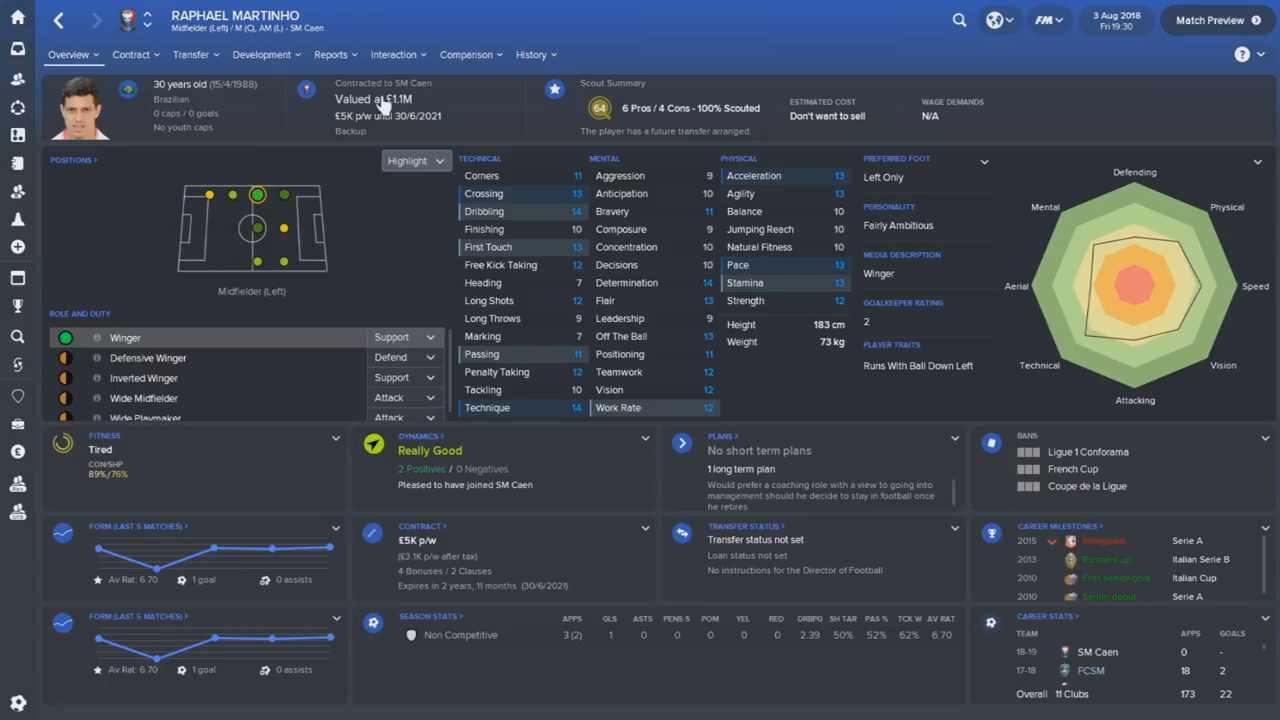 RAPHAEL MARTINHO
Midfielder (Left) / M (C), AM (L) - SM Caen
FM
3 Aug 2018
Fri 19:30
Match Preview
Overview
Contract
Transfer
Development
Reports
Interaction
Comparison
History
?
30 years old (15/4/1988)
Brazilian
0 caps / 0 goals
No youth caps
Contracted to SM Caen
Valued at £1.1M
£5K p/w until 30/6/2021
Backup
Scout Summary
64
6 Pros / 4 Cons - 100% Scouted
The player has a future transfer arranged.
ESTIMATED COST
Don't want to sell
WAGE DEMANDS
N/A
POSITIONS >
Highlight
Midfielder (Left)
ROLE AND DUTY
Winger Support
Defensive Winger Defend
Inverted Winger Support
Wide Midfielder Attack
Wide Playmaker Attack
TECHNICAL
Corners 11
Crossing 13
Dribbling 14
Finishing 10
First Touch 13
Free Kick Taking 12
Heading 7
Long Shots 12
Long Throws 9
Marking 7
Passing 11
Penalty Taking 12
Tackling 10
Technique 14
MENTAL
Aggression 9
Anticipation 10
Bravery 11
Composure 9
Concentration 10
Decisions 10
Determination 14
Flair 13
Leadership 9
Off The Ball 13
Positioning 11
Teamwork 12
Vision 12
Work Rate 12
PHYSICAL
Acceleration 13
Agility 13
Balance 10
Jumping Reach 10
Natural Fitness 10
Pace 13
Stamina 13
Strength 12
Height 183 cm
Weight 73 kg
PREFERRED FOOT
Left Only
PERSONALITY
Fairly Ambitious
MEDIA DESCRIPTION
Winger
GOALKEEPER RATING
2
PLAYER TRAITS
Runs With Ball Down Left
Defending
Physical
Speed
Vision
Attacking
Technical
Aerial
Mental
FITNESS >
Tired
CON/SHP
89%/76%
DYNAMICS >
Really Good
2 Positives / 0 Negatives
Pleased to have joined SM Caen
PLANS >
No short term plans
1 long term plan
Would prefer a coaching role with a view to going into
management should he decide to stay in football once
he retires
BANS
Ligue 1 Conforama
French Cup
Coupe de la Ligue
FORM (LAST 5 MATCHES) >
Av Rat: 6.70 1 goal 0 assists
CONTRACT >
£5K p/w
(£3.1K p/w after tax)
4 Bonuses / 2 Clauses
Expires in 2 years, 11 months (30/6/2021)
TRANSFER STATUS >
Transfer status not set
Loan status not set
No instructions for the Director of Football
CAREER MILESTONES >
2015 Relegated Serie A
2013 Runners-up Italian Serie B
2010 First senior goal Italian Cup
2010 Senior debut Serie A
FORM (LAST 5 MATCHES) >
Av Rat: 6.70 1 goal 0 assists
SEASON STATS > APPS GLS ASTS PENS S POM YEL RED DRBPG SH TAR PAS % TCK W AV RAT
Non Competitive 3 (2) 1 0 0 0 0 0 2.39 50% 52% 62% 6.70
CAREER STATS >
TEAM APPS GOALS
18-19 SM Caen 0 -
17-18 FCSM 18 2
Overall 11 Clubs 173 22